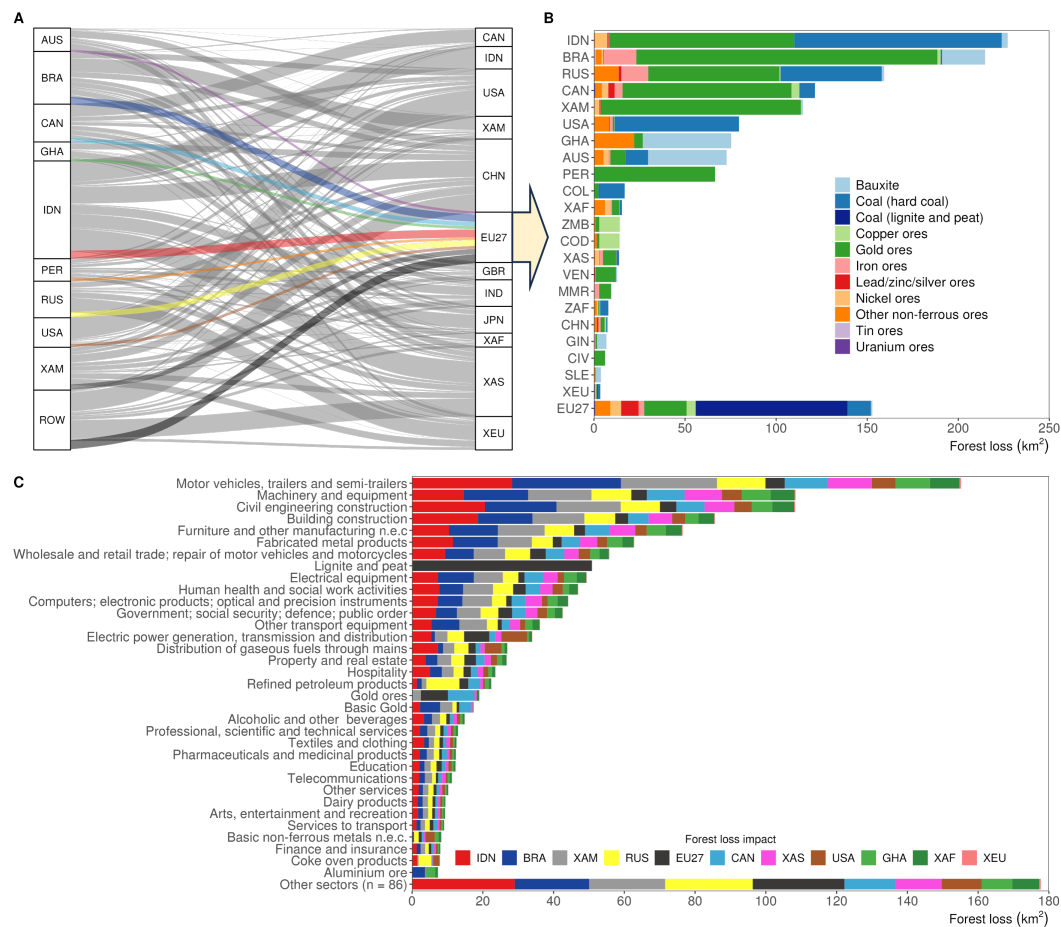 A
AUS
BRA
CAN
GHA
IDN
PER
RUS
USA
XAM
ROW
CAN
IDN
USA
XAM
CHN
EU27
GBR
IND
JPN
XAF
XAS
XEU
B
IDN
BRA
RUS
CAN
XAM
USA
GHA
AUS
PER
COL
XAF
ZMB
COD
XAS
VEN
MMR
ZAF
CHN
GIN
CIV
SLE
XEU
EU27
Bauxite
Coal (hard coal)
Coal (lignite and peat)
Copper ores
Gold ores
Iron ores
Lead/zinc/silver ores
Nickel ores
Other non-ferrous ores
Tin ores
Uranium ores
0 50 100 150 200 250
Forest loss (km²)
C
Motor vehicles, trailers and semi-trailers
Machinery and equipment
Civil engineering construction
Building construction
Furniture and other manufacturing n.e.c
Fabricated metal products
Wholesale and retail trade; repair of motor vehicles and motorcycles
Lignite and peat
Electrical equipment
Human health and social work activities
Computers; electronic products; optical and precision instruments
Government; social security; defence; public order
Other transport equipment
Electric power generation, transmission and distribution
Distribution of gaseous fuels through mains
Property and real estate
Hospitality
Refined petroleum products
Gold ores
Basic Gold
Alcoholic and other beverages
Professional, scientific and technical services
Textiles and clothing
Pharmaceuticals and medicinal products
Education
Telecommunications
Other services
Dairy products
Arts, entertainment and recreation
Services to transport
Basic non-ferrous metals n.e.c.
Finance and insurance
Coke oven products
Aluminium ore
Other sectors (n = 86)
Forest loss impact
IDN BRA XAM RUS EU27 CAN XAS USA GHA XAF XEU
0 20 40 60 80 100 120 140 160 180
Forest loss (km²)